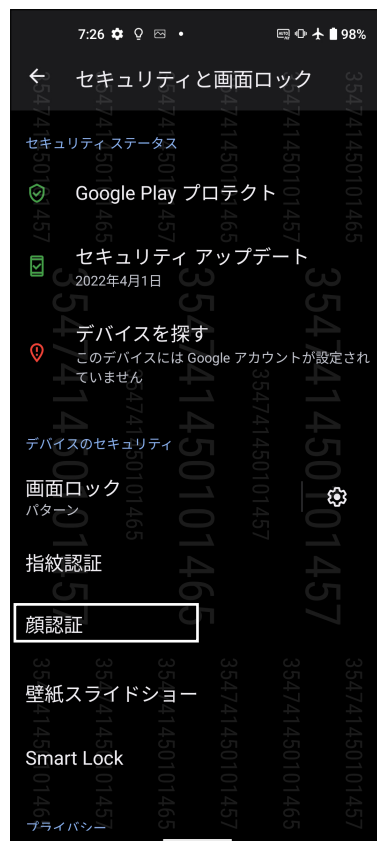 7:26 98%
セキュリティと画面ロック
セキュリティ ステータス
Google Play プロテクト
セキュリティ アップデート
2022年4月1日
デバイスを探す
このデバイスには Google アカウントが設定され
ていません
デバイスのセキュリティ
画面ロック
パターン
指紋認証
顔認証
壁紙スライドショー
Smart Lock
プライバシー